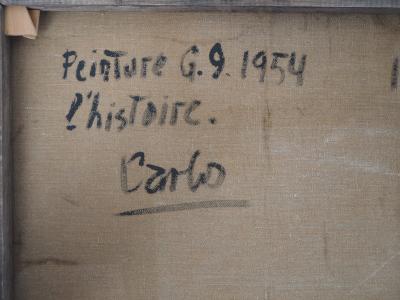 Peinture G.9. 1954
l'histoire.
Carlo